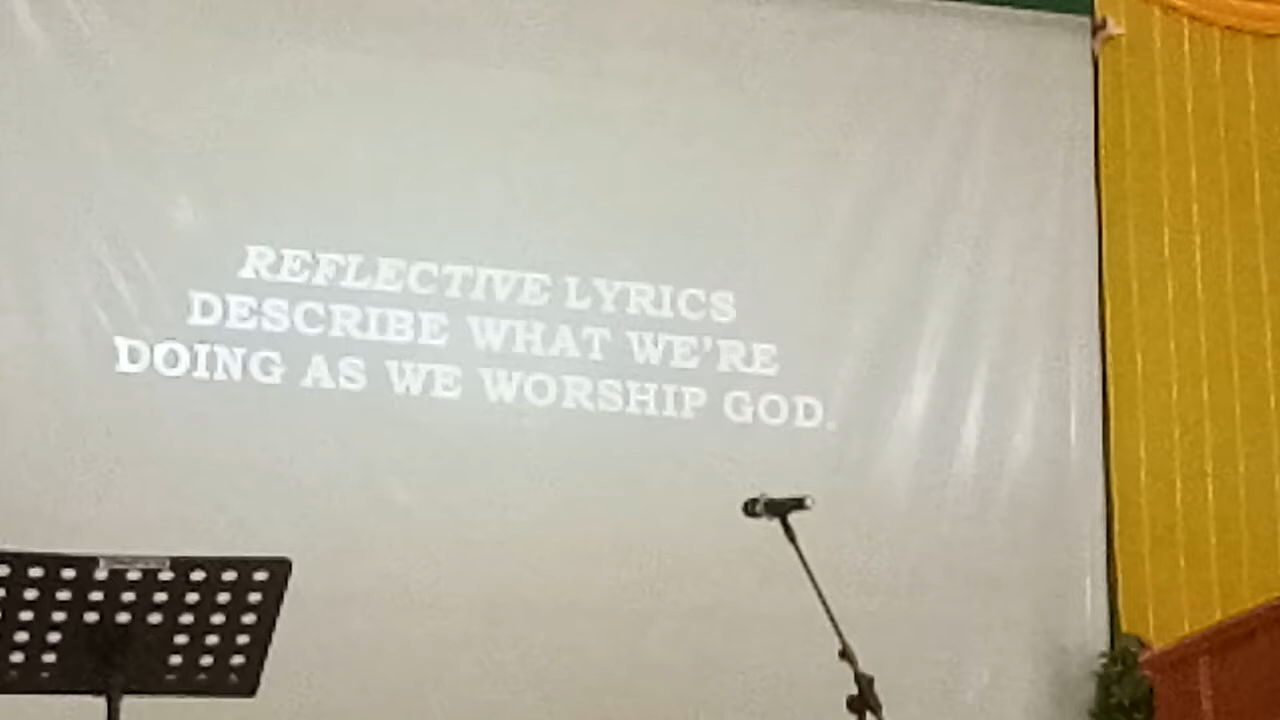 REFLECTIVE LYRICS
DESCRIBE WHAT WE'RE
DOING AS WE WORSHIP GOD.